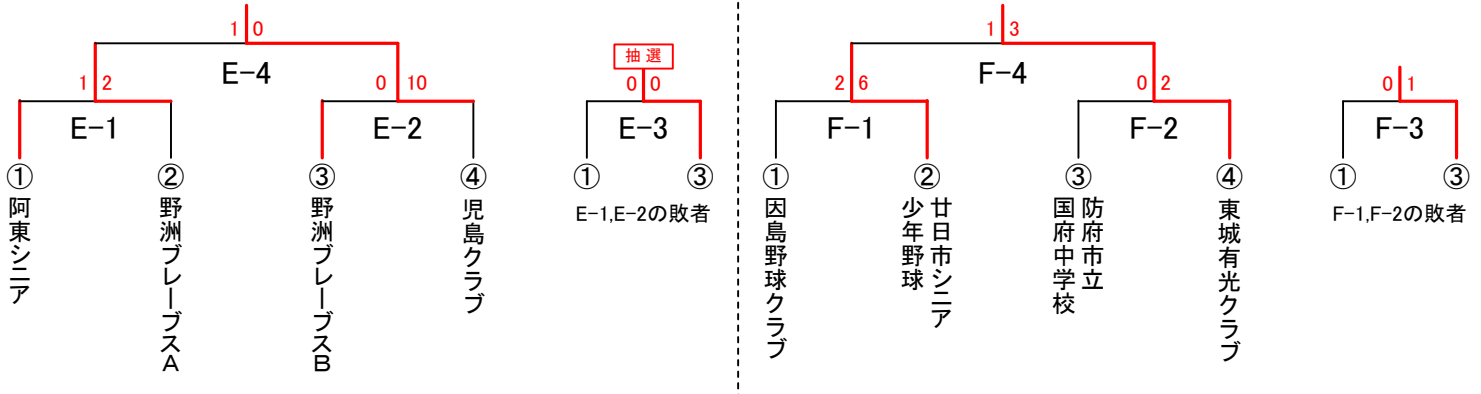 1 0
E-4
1 2
E-1
0 10
E-2
抽選
0 0
E-3
①
②
③
④
①
③
阿東シニア
野洲ブレーブスA
野洲ブレーブスB
児島クラブ
E-1,E-2の敗者
1 3
F-4
2 6
F-1
0 2
F-2
0 1
F-3
①
②
③
④
①
③
因島野球クラブ
廿日市シニア
少年野球
防府市立
国府中学校
東城有光クラブ
F-1,F-2の敗者